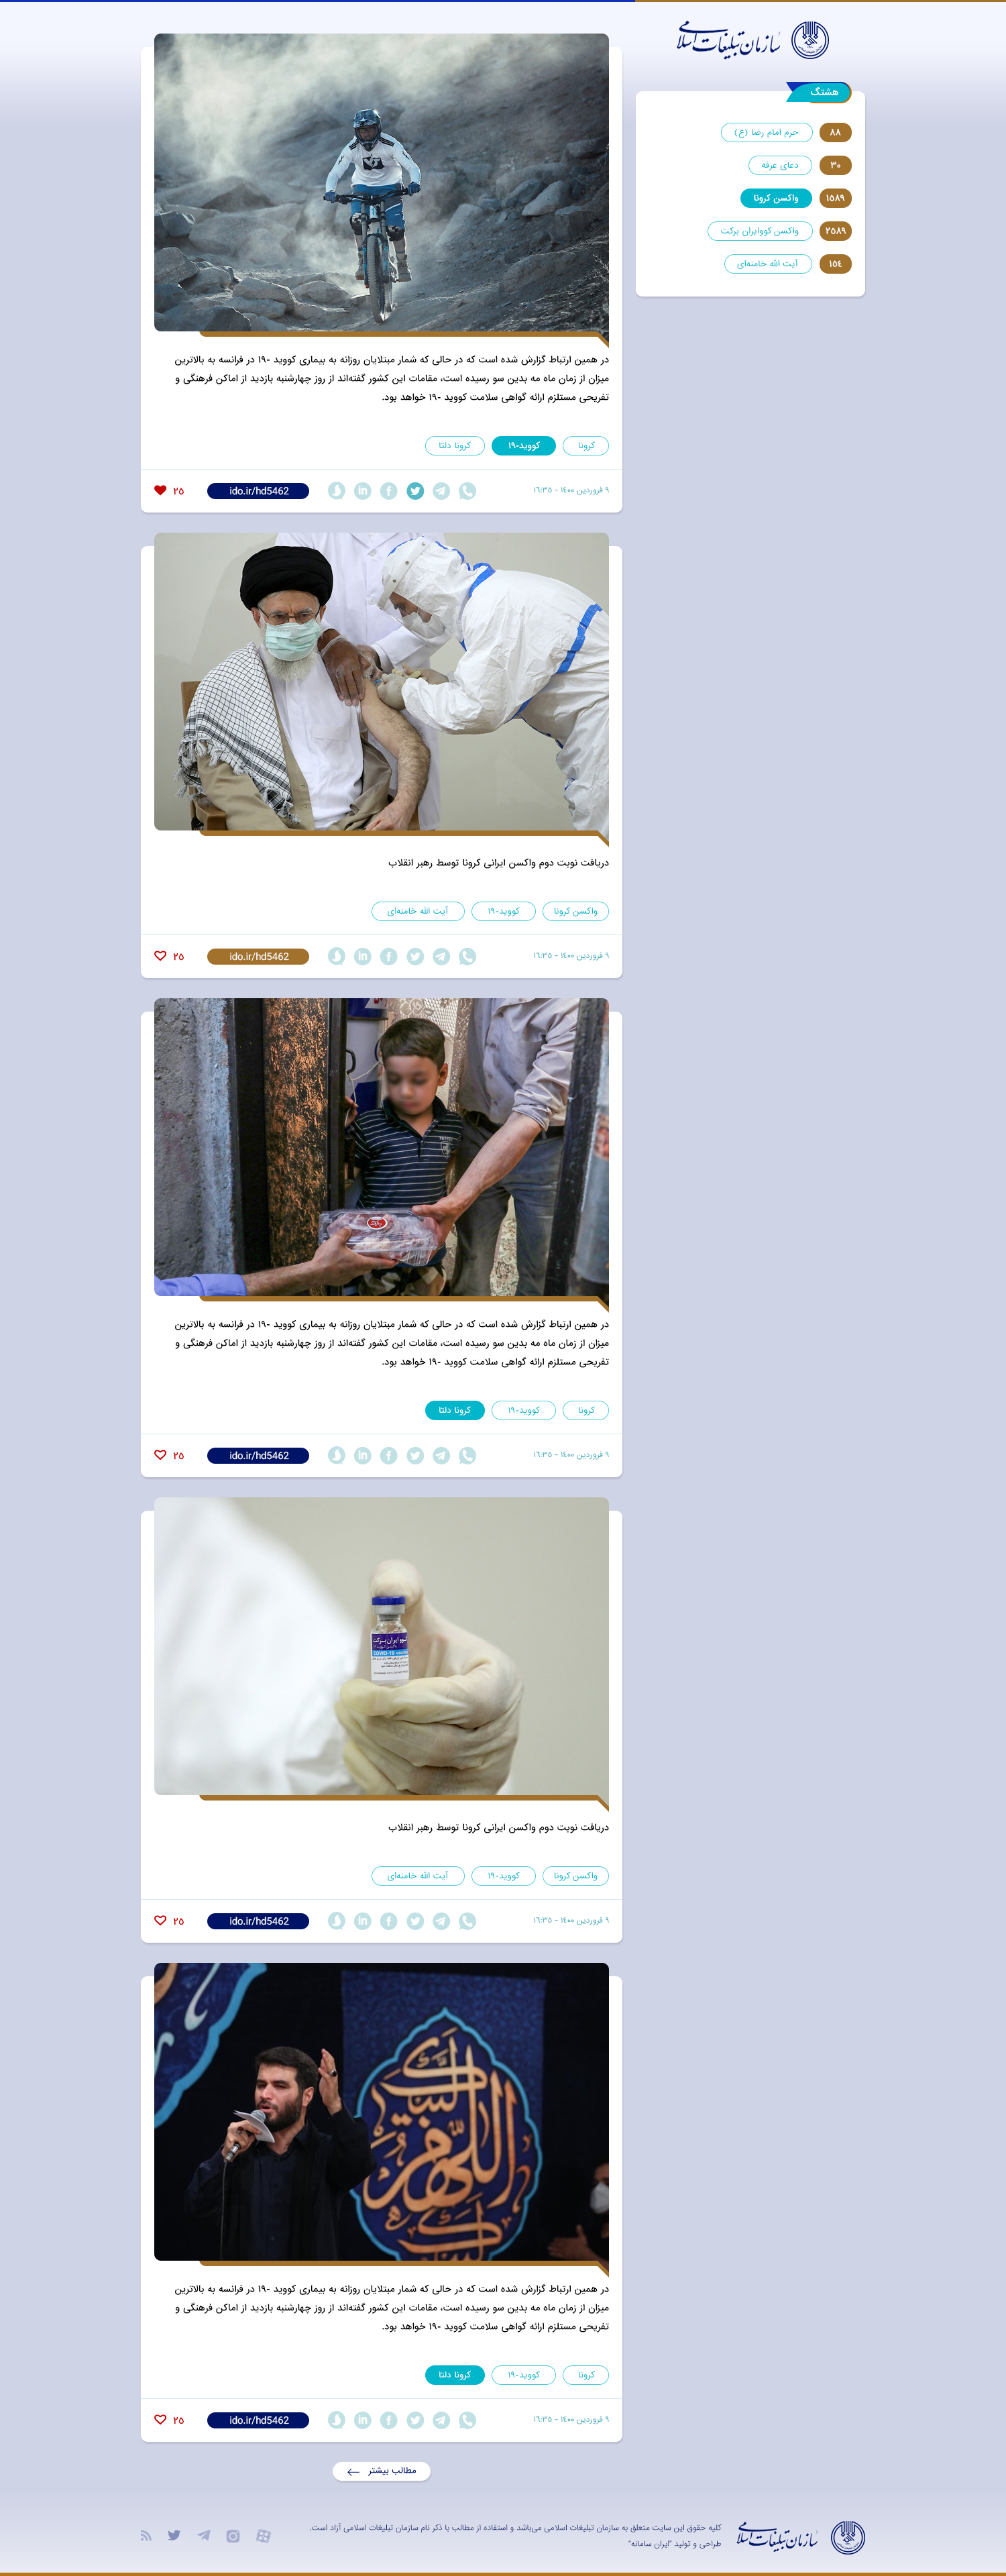 سازمان تبلیغات اسلامی
هشتگ
۸۸ حرم امام رضا (ع)
۳۰ دعای عرفه
۱۵۸۹ واکسن کرونا
۲۵۸۹ واکسن کووایران برکت
۱۵۴ آیت الله خامنه‌ای
در همین ارتباط گزارش شده است که در حالی که شمار مبتلایان روزانه به بیماری کووید -۱۹ در فرانسه به بالاترین
میزان از زمان ماه مه بدین سو رسیده است، مقامات این کشور گفته‌اند از روز چهارشنبه بازدید از اماکن فرهنگی و
تفریحی مستلزم ارائه گواهی سلامت کووید -۱۹ خواهد بود.
کرونا کووید-۱۹ کرونا دلتا
۹ فروردین ۱۴۰۰ - ۱۶:۳۵ ido.ir/hd5462 ۲۵
دریافت نوبت دوم واکسن ایرانی کرونا توسط رهبر انقلاب
واکسن کرونا کووید-۱۹ آیت الله خامنه‌ای
۹ فروردین ۱۴۰۰ - ۱۶:۳۵ ido.ir/hd5462 ۲۵
در همین ارتباط گزارش شده است که در حالی که شمار مبتلایان روزانه به بیماری کووید -۱۹ در فرانسه به بالاترین
میزان از زمان ماه مه بدین سو رسیده است، مقامات این کشور گفته‌اند از روز چهارشنبه بازدید از اماکن فرهنگی و
تفریحی مستلزم ارائه گواهی سلامت کووید -۱۹ خواهد بود.
کرونا کووید-۱۹ کرونا دلتا
۹ فروردین ۱۴۰۰ - ۱۶:۳۵ ido.ir/hd5462 ۲۵
کووایران برکت
COVID-19
دریافت نوبت دوم واکسن ایرانی کرونا توسط رهبر انقلاب
واکسن کرونا کووید-۱۹ آیت الله خامنه‌ای
۹ فروردین ۱۴۰۰ - ۱۶:۳۵ ido.ir/hd5462 ۲۵
اللهم
در همین ارتباط گزارش شده است که در حالی که شمار مبتلایان روزانه به بیماری کووید -۱۹ در فرانسه به بالاترین
میزان از زمان ماه مه بدین سو رسیده است، مقامات این کشور گفته‌اند از روز چهارشنبه بازدید از اماکن فرهنگی و
تفریحی مستلزم ارائه گواهی سلامت کووید -۱۹ خواهد بود.
کرونا کووید-۱۹ کرونا دلتا
۹ فروردین ۱۴۰۰ - ۱۶:۳۵ ido.ir/hd5462 ۲۵
مطالب بیشتر
سازمان تبلیغات اسلامی
کلیه حقوق این سایت متعلق به سازمان تبلیغات اسلامی می‌باشد و استفاده از مطالب با ذکر نام سازمان تبلیغات اسلامی آزاد است.
طراحی و تولید "ایران سامانه"